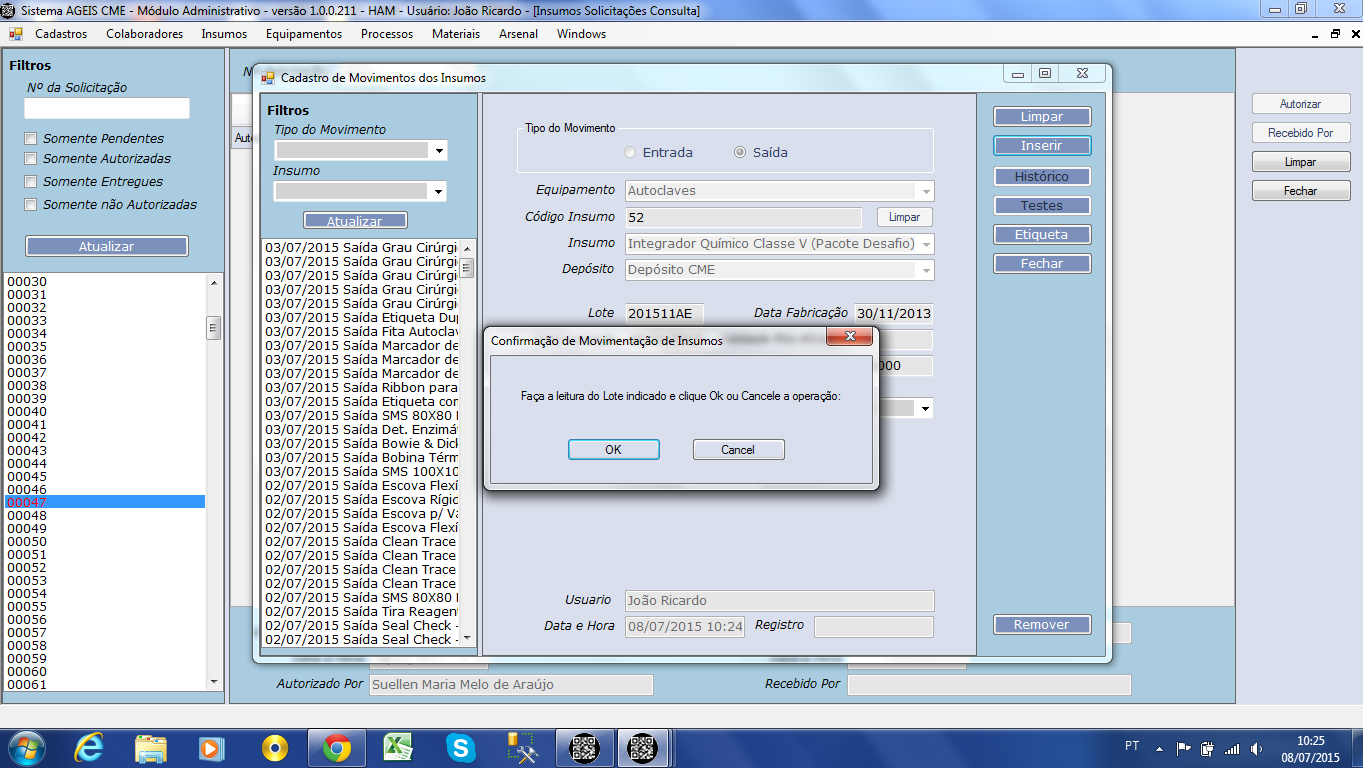 Sistema AGEIS CME - Módulo Administrativo - versão 1.0.0.211 - HAM - Usuário: João Ricardo - [Insumos Solicitações Consulta]
Cadastros Colaboradores Insumos Equipamentos Processos Materiais Arsenal Windows
Filtros
Nº da Solicitação
Somente Pendentes
Somente Autorizadas
Somente Entregues
Somente não Autorizadas
Atualizar
00030
00031
00032
00033
00034
00035
00036
00037
00038
00039
00040
00041
00042
00043
00044
00045
00046
00047
00048
00049
00050
00051
00052
00053
00054
00055
00056
00057
00058
00059
00060
00061
Cadastro de Movimentos dos Insumos
Filtros
Tipo do Movimento
Insumo
Atualizar
03/07/2015 Saída Grau Cirúrgi
03/07/2015 Saída Grau Cirúrgi
03/07/2015 Saída Grau Cirúrgi
03/07/2015 Saída Grau Cirúrgi
03/07/2015 Saída Grau Cirúrgi
03/07/2015 Saída Etiqueta Du
03/07/2015 Saída Fita Autocla
03/07/2015 Saída Marcador de
03/07/2015 Saída Marcador de
03/07/2015 Saída Marcador de
03/07/2015 Saída Ribbon para
03/07/2015 Saída Etiqueta con
03/07/2015 Saída SMS 80X80
03/07/2015 Saída Det. Enzimá
03/07/2015 Saída Bowie & Dick
03/07/2015 Saída Bobina Térm
03/07/2015 Saída SMS 100X10
02/07/2015 Saída Escova Flexí
02/07/2015 Saída Escova Rígid
02/07/2015 Saída Escova p/ Va
02/07/2015 Saída Escova Flexí
02/07/2015 Saída Clean Trace
02/07/2015 Saída Clean Trace
02/07/2015 Saída Clean Trace
02/07/2015 Saída Clean Trace
02/07/2015 Saída SMS 80X80
02/07/2015 Saída Tira Reagen
02/07/2015 Saída Seal Check -
02/07/2015 Saída Seal Check -
Tipo do Movimento
Entrada Saída
Equipamento Autoclaves
Código Insumo 52 Limpar
Insumo Integrador Químico Classe V (Pacote Desafio)
Depósito Depósito CME
Lote 201511AE Data Fabricação 30/11/2013
000
Usuario João Ricardo
Data e Hora 08/07/2015 10:24 Registro
Limpar
Inserir
Histórico
Testes
Etiqueta
Fechar
Remover
Confirmação de Movimentação de Insumos
Faça a leitura do Lote indicado e clique Ok ou Cancele a operação:
OK Cancel
Autorizar
Recebido Por
Limpar
Fechar
Autorizado Por Suellen Maria Melo de Araújo Recebido Por
PT
10:25
08/07/2015